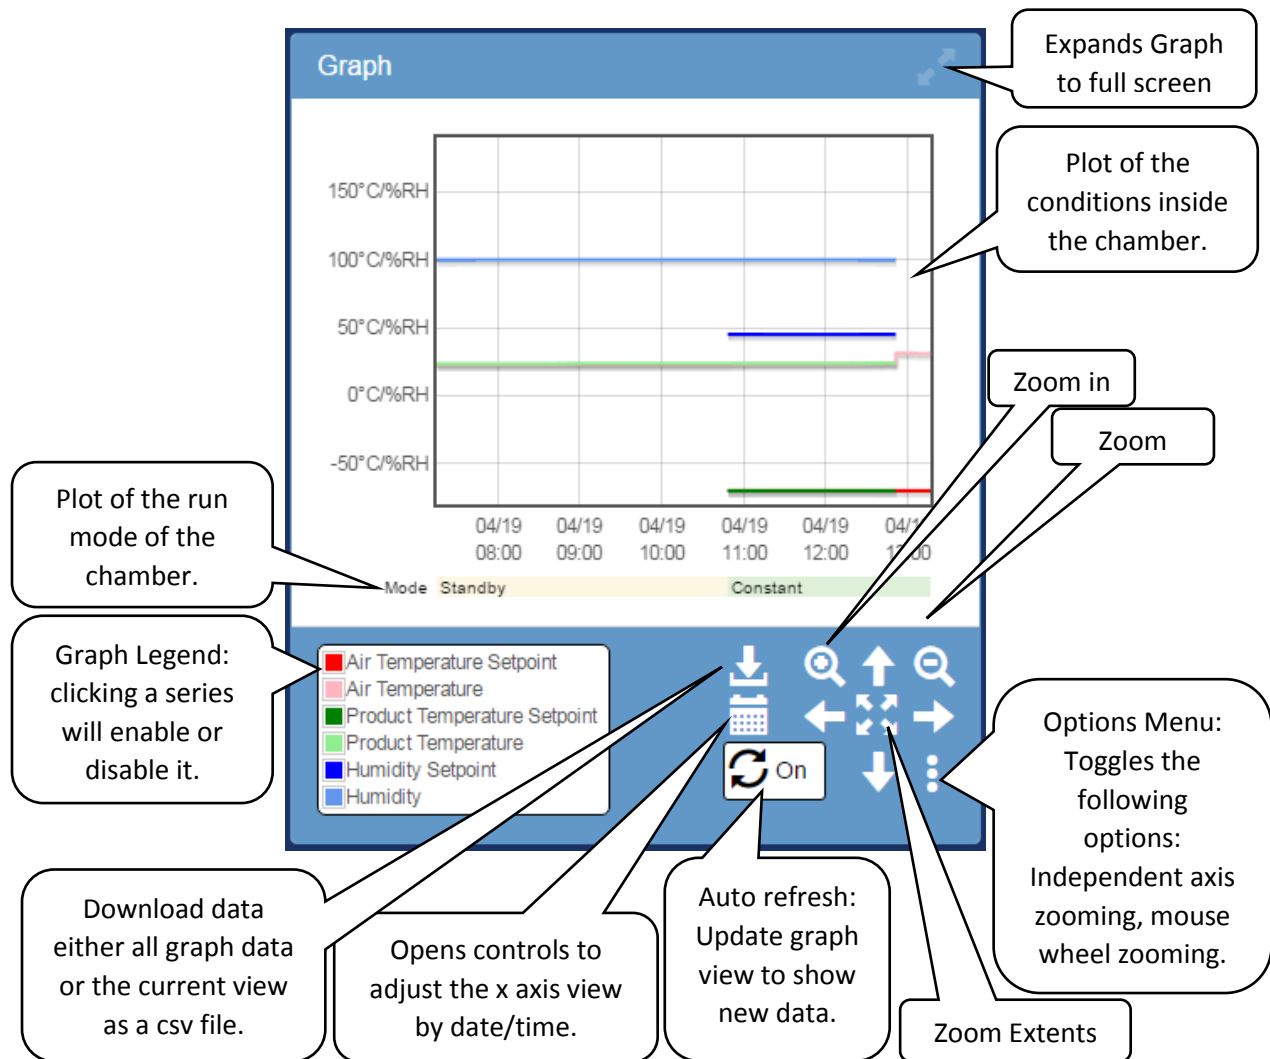 Graph
Expands Graph
to full screen
Plot of the
conditions inside
the chamber.
150°C/%RH
100°C/%RH
50°C/%RH
0°C/%RH
-50°C/%RH
Zoom in
Zoom
Plot of the run
mode of the
chamber.
04/19 04/19 04/19 04/19 04/19 04/1
08:00 09:00 10:00 11:00 12:00 13:00
Mode Standby Constant
Graph Legend:
clicking a series
will enable or
disable it.
Air Temperature Setpoint
Air Temperature
Product Temperature Setpoint
Product Temperature
Humidity Setpoint
Humidity
On
Options Menu:
Toggles the
following
options:
Independent axis
zooming, mouse
wheel zooming.
Download data
either all graph data
or the current view
as a csv file.
Opens controls to
adjust the x axis view
by date/time.
Auto refresh:
Update graph
view to show
new data.
Zoom Extents